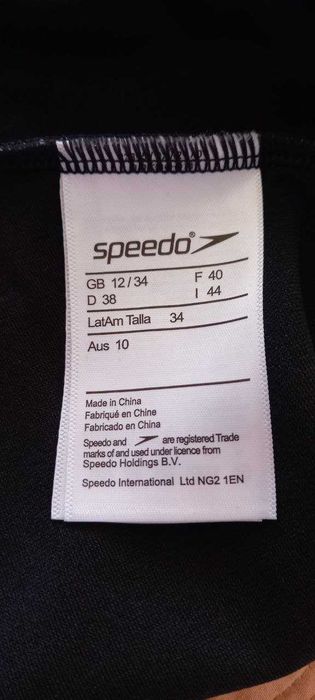 speedo®
GB 12/34 F 40
D 38 I 44
LatAm Talla 34
Aus 10
Made in China
Fabriqué en Chine
Fabricado en China
Speedo and are registered Trade
marks of and used under licence from
Speedo Holdings B.V.
Speedo International Ltd NG2 1EN